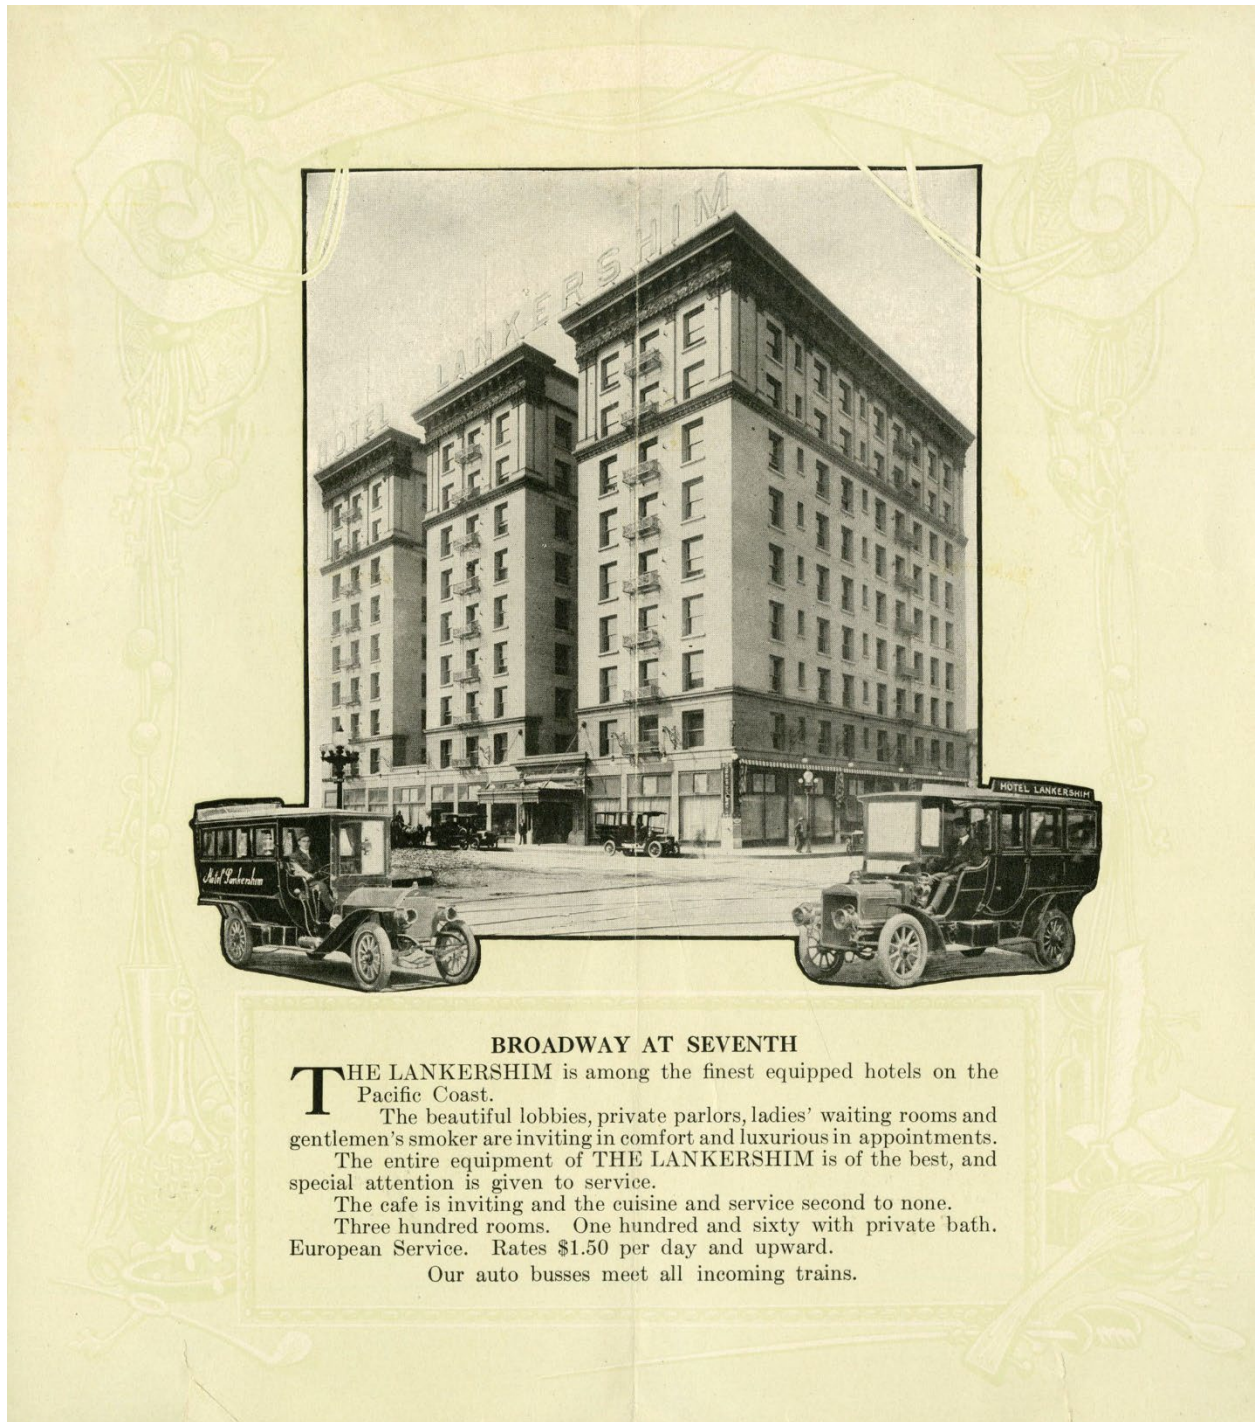 HOTEL
LANKERSHIM
Hotel Lankershim
HOTEL LANKERSHIM
BROADWAY AT SEVENTH
THE LANKERSHIM is among the finest equipped hotels on the
Pacific Coast.
The beautiful lobbies, private parlors, ladies' waiting rooms and
gentlemen's smoker are inviting in comfort and luxurious in appointments.
The entire equipment of THE LANKERSHIM is of the best, and
special attention is given to service.
The cafe is inviting and the cuisine and service second to none.
Three hundred rooms. One hundred and sixty with private bath.
European Service. Rates $1.50 per day and upward.
Our auto busses meet all incoming trains.